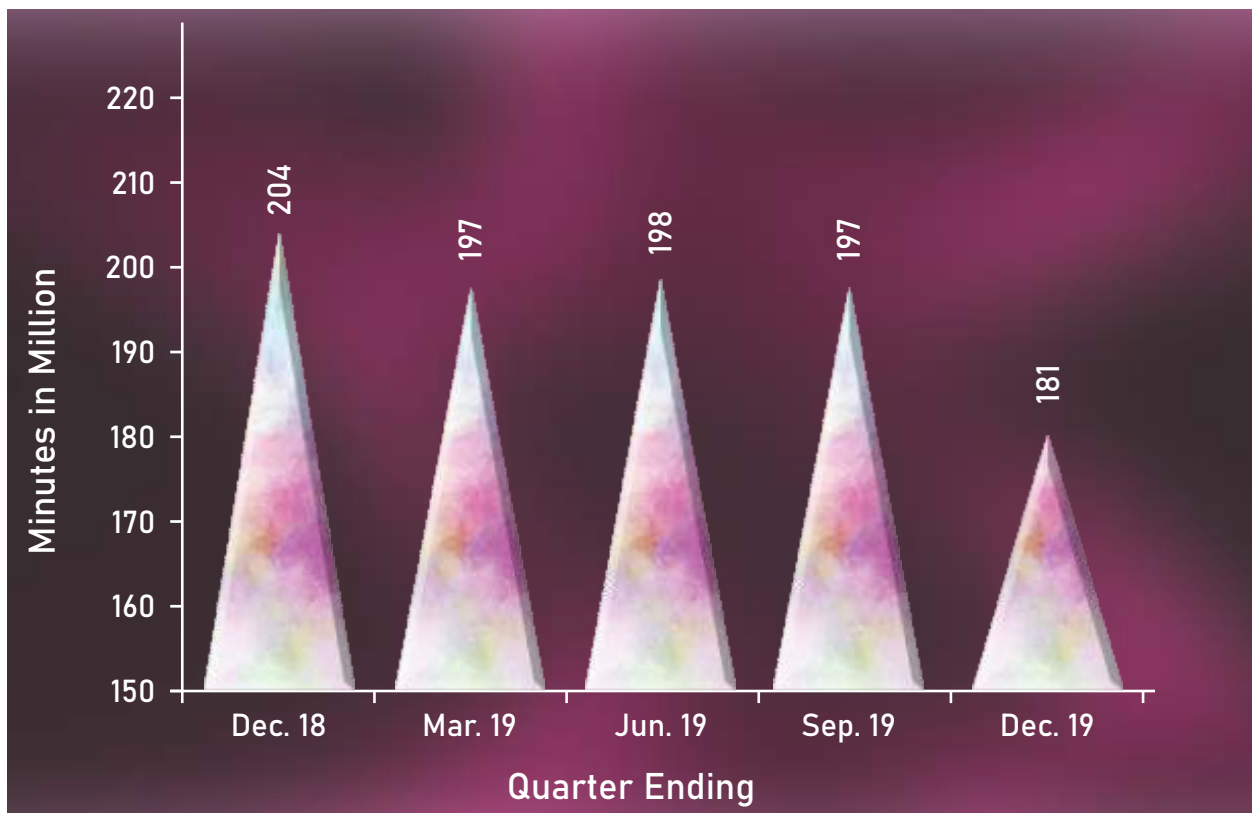 Minutes in Million
220
210
200
190
180
170
160
150
204
197
198
197
181
Dec. 18
Mar. 19
Jun. 19
Sep. 19
Dec. 19
Quarter Ending